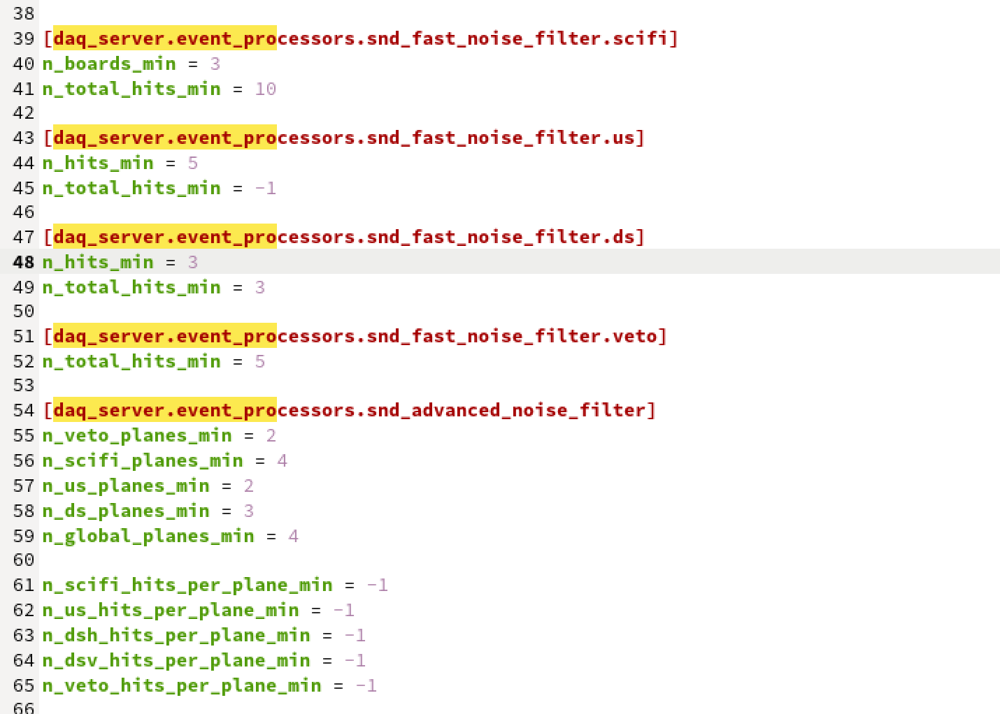 38
39 [daq_server.event_processors.snd_fast_noise_filter.scifi]
40 n_boards_min = 3
41 n_total_hits_min = 10
42
43 [daq_server.event_processors.snd_fast_noise_filter.us]
44 n_hits_min = 5
45 n_total_hits_min = -1
46
47 [daq_server.event_processors.snd_fast_noise_filter.ds]
48 n_hits_min = 3
49 n_total_hits_min = 3
50
51 [daq_server.event_processors.snd_fast_noise_filter.veto]
52 n_total_hits_min = 5
53
54 [daq_server.event_processors.snd_advanced_noise_filter]
55 n_veto_planes_min = 2
56 n_scifi_planes_min = 4
57 n_us_planes_min = 2
58 n_ds_planes_min = 3
59 n_global_planes_min = 4
60
61 n_scifi_hits_per_plane_min = -1
62 n_us_hits_per_plane_min = -1
63 n_dsh_hits_per_plane_min = -1
64 n_dsv_hits_per_plane_min = -1
65 n_veto_hits_per_plane_min = -1
66